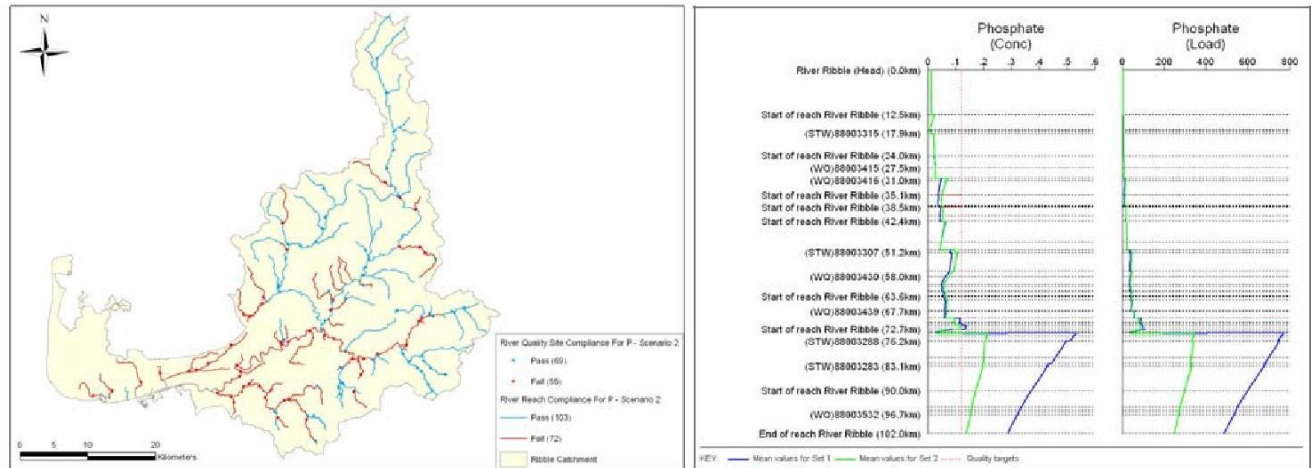 N
River Quality Site Compliance For P - Scenario 2
Pass (69)
Fail (55)
River Reach Compliance For P - Scenario 2
Pass (103)
Fail (72)
Ribble Catchment
0 5 10 20
Kilometers
Phosphate
(Conc)
Phosphate
(Load)
0 .1 .2 .3 .4 .5 .6
0 200 400 600 800
River Ribble (Head) (0.0km)
Start of reach River Ribble (12.5km)
(STW)88003315 (17.9km)
Start of reach River Ribble (24.0km)
(WQ)88003415 (27.5km)
(WQ)88003416 (31.0km)
Start of reach River Ribble (35.1km)
Start of reach River Ribble (38.5km)
Start of reach River Ribble (42.4km)
(STW)88003307 (51.2km)
(WQ)88003430 (58.0km)
Start of reach River Ribble (63.6km)
(WQ)88003439 (67.7km)
Start of reach River Ribble (72.7km)
(STW)88003288 (76.2km)
(STW)88003283 (83.1km)
Start of reach River Ribble (90.0km)
(WQ)88003532 (96.7km)
End of reach River Ribble (102.0km)
KEY: Mean values for Set 1 Mean values for Set 2 Quality targets